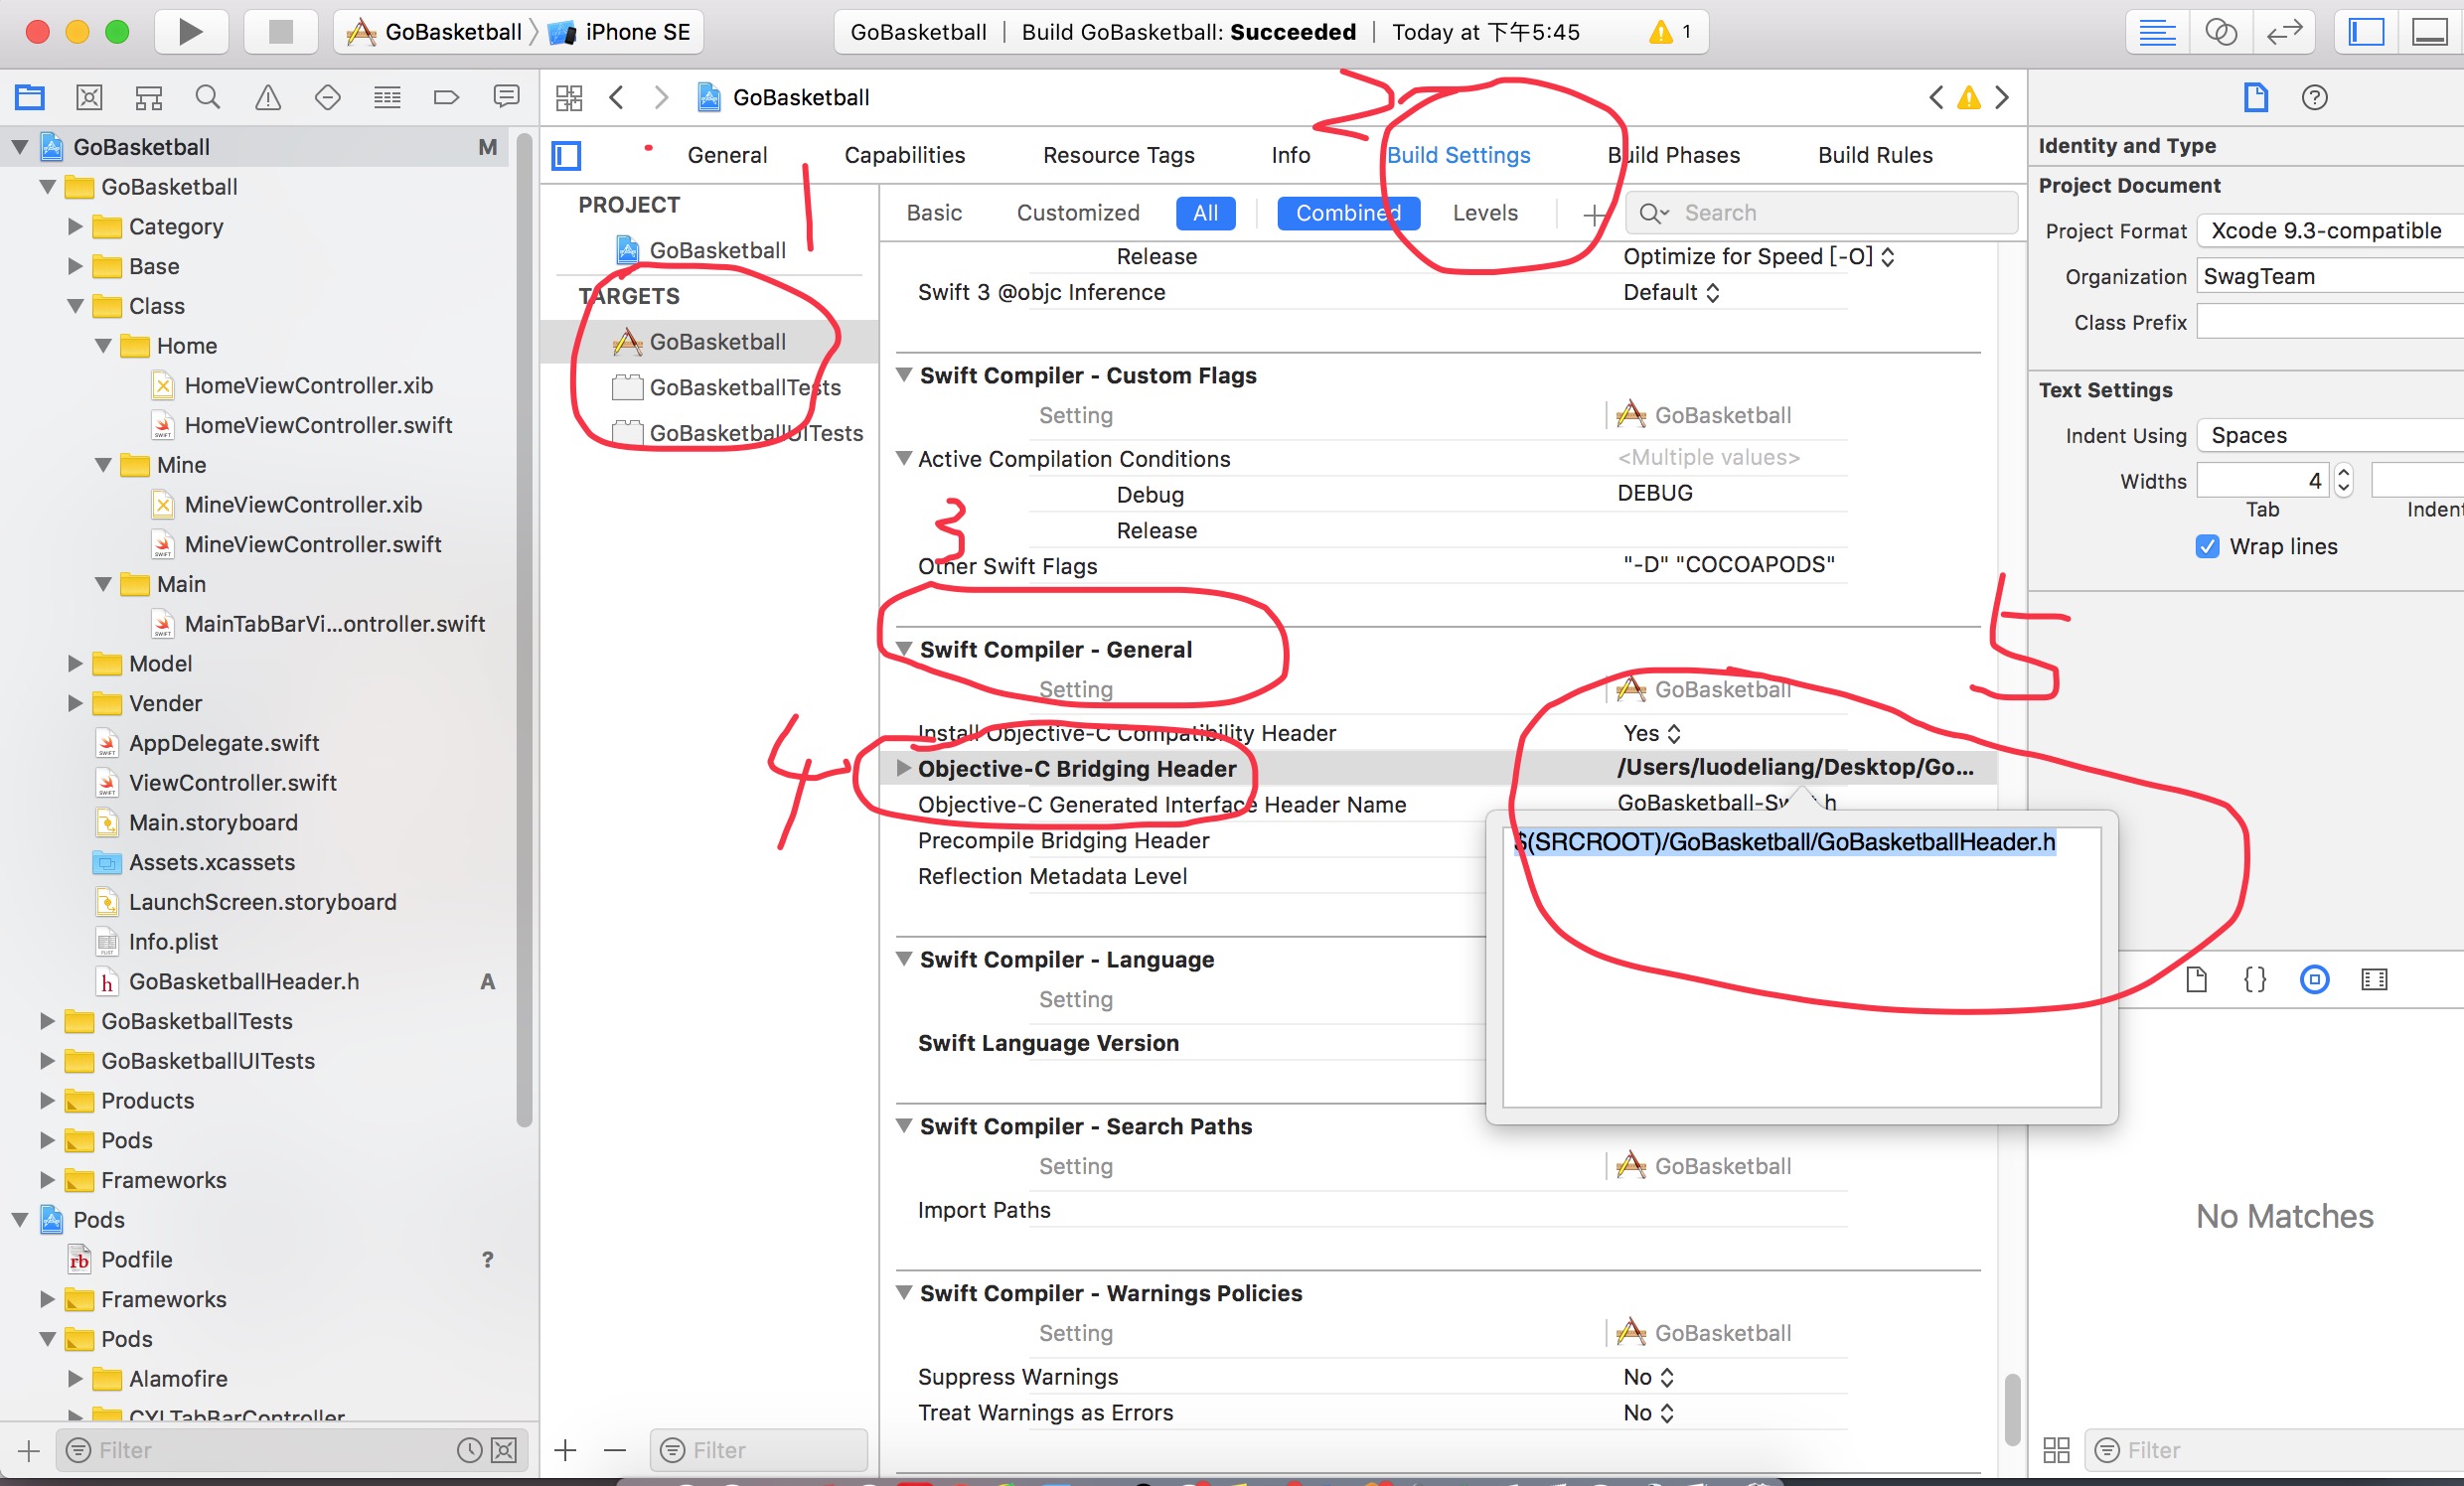 GoBasketball iPhone SE
GoBasketball | Build GoBasketball: Succeeded | Today at 下午5:45
1
GoBasketball M
GoBasketball
Category
Base
Class
Home
HomeViewController.xib
HomeViewController.swift
Mine
MineViewController.xib
MineViewController.swift
Main
MainTabBarVi...ontroller.swift
Model
Vender
AppDelegate.swift
ViewController.swift
Main.storyboard
Assets.xcassets
LaunchScreen.storyboard
Info.plist
GoBasketballHeader.h A
GoBasketballTests
GoBasketballUITests
Products
Pods
Frameworks
Pods
Podfile ?
Frameworks
Pods
Alamofire
CYLTabBarController
Filter
GoBasketball
General Capabilities Resource Tags Info Build Settings Build Phases Build Rules
1
2
PROJECT
GoBasketball
TARGETS
GoBasketball
GoBasketballTests
GoBasketballUITests
Filter
Basic Customized All Combined Levels Search
Release Optimize for Speed [-O]
Swift 3 @objc Inference Default
Swift Compiler - Custom Flags
Setting GoBasketball
Active Compilation Conditions <Multiple values>
Debug DEBUG
Release
3
Other Swift Flags "-D" "COCOAPODS"
Swift Compiler - General
5
Setting GoBasketball
Install Objective-C Compatibility Header Yes
4
Objective-C Bridging Header /Users/luodeliang/Desktop/Go...
Objective-C Generated Interface Header Name GoBasketball-Sw
h
Precompile Bridging Header
$(SRCROOT)/GoBasketball/GoBasketballHeader.h
Reflection Metadata Level
Swift Compiler - Language
Setting
Swift Language Version
Swift Compiler - Search Paths
Setting GoBasketball
Import Paths
Swift Compiler - Warnings Policies
Setting GoBasketball
Suppress Warnings No
Treat Warnings as Errors No
Identity and Type
Project Document
Project Format Xcode 9.3-compatible
Organization SwagTeam
Class Prefix
Text Settings
Indent Using Spaces
Widths 4
Tab Inden
Wrap lines
No Matches
Filter